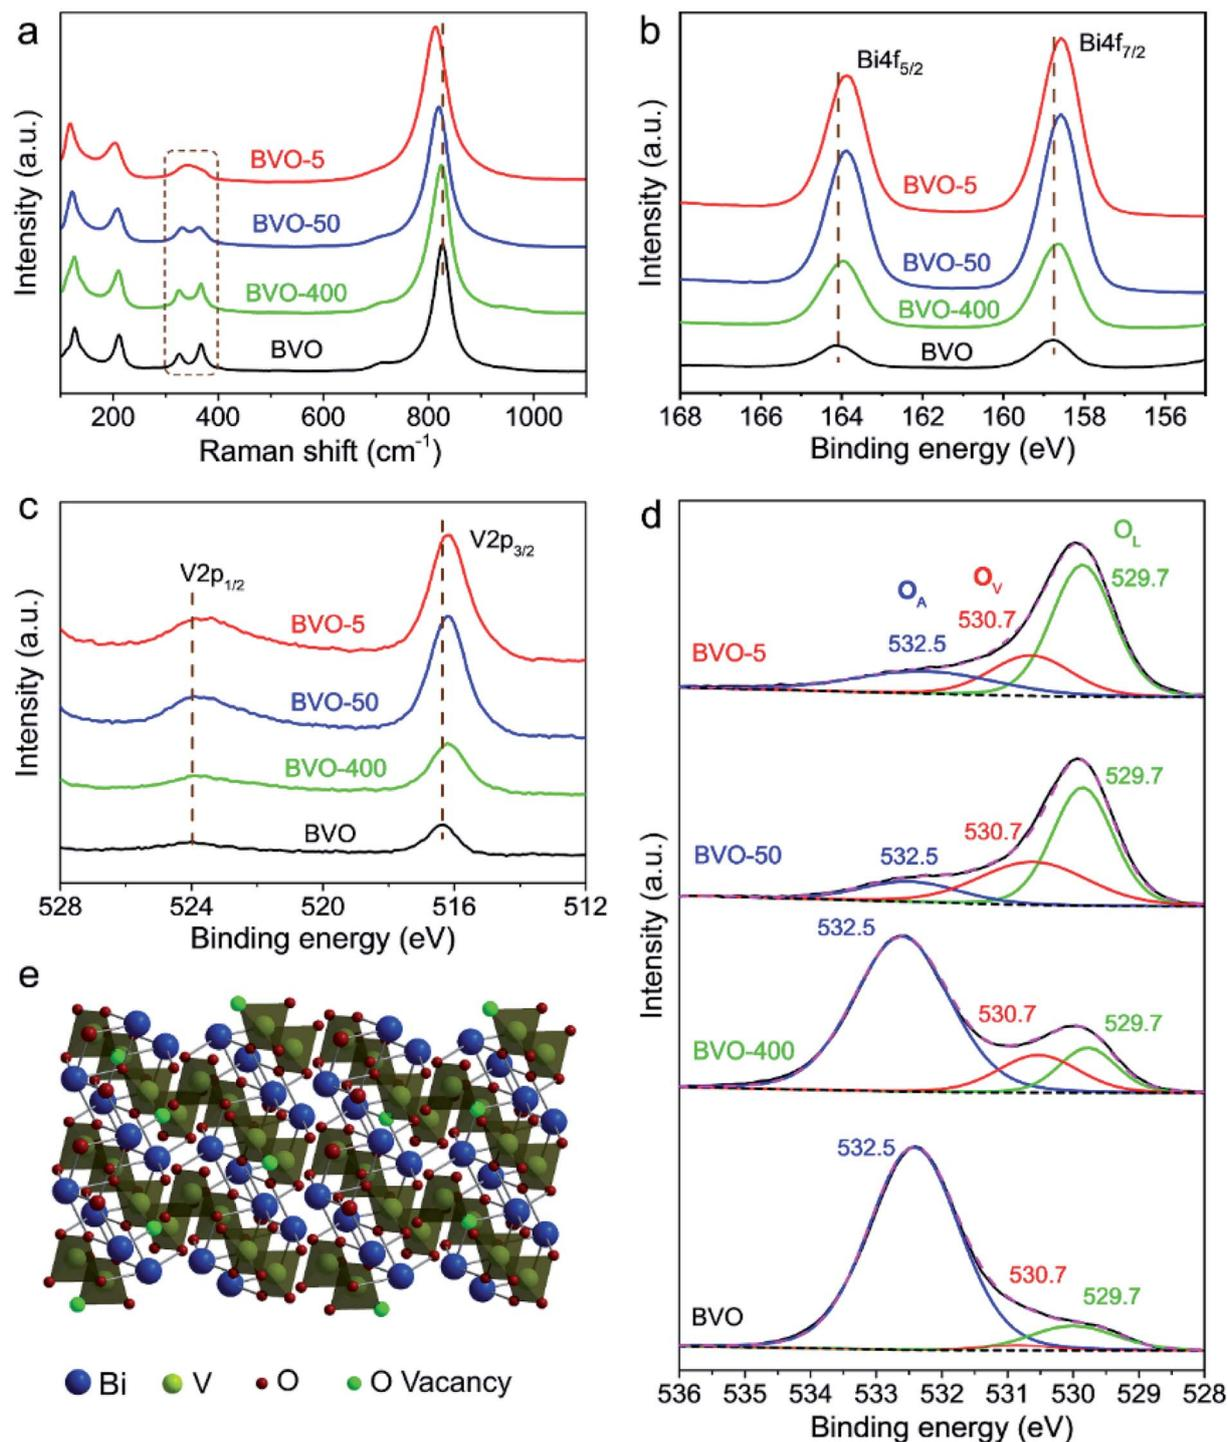 a
Intensity (a.u.)
BVO-5
BVO-50
BVO-400
BVO
200 400 600 800 1000
Raman shift (cm⁻¹)
b
Intensity (a.u.)
Bi4f₅/₂
Bi4f₇/₂
BVO-5
BVO-50
BVO-400
BVO
168 166 164 162 160 158 156
Binding energy (eV)
c
Intensity (a.u.)
V2p₁/₂
V2p₃/₂
BVO-5
BVO-50
BVO-400
BVO
528 524 520 516 512
Binding energy (eV)
d
Intensity (a.u.)
O_A
O_V
O_L
532.5
530.7
529.7
BVO-5
532.5
530.7
529.7
BVO-50
532.5
530.7
529.7
BVO-400
532.5
530.7
529.7
BVO
536 535 534 533 532 531 530 529 528
Binding energy (eV)
e
Bi V O O Vacancy